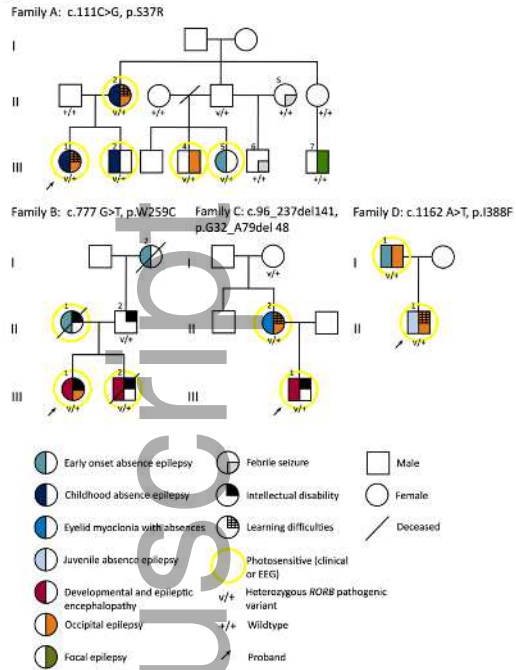 Family A: c.111C>G, p.S37R
I
2 5
II
+/+ v/+ +/+ v/+ +/+ +/+
1 2 4 5 6 7
III
v/+ v/+ v/+ v/+ +/+ +/+
Family B: c.777 G>T, p.W259C
Family C: c.96_237del141,
p.G32_A79del 48
Family D: c.1162 A>T, p.I388F
2 1
I I I
v/+
1 2 2 1
II II II
v/+ v/+ v/+
1 2 1
III III
v/+ v/+ v/+
Early onset absence epilepsy
Childhood absence epilepsy
Eyelid myoclonia with absences
Juvenile absence epilepsy
Developmental and epileptic
encephalopathy
Occipital epilepsy
Focal epilepsy
Febrile seizure
Intellectual disability
Learning difficulties
Photosensitive (clinical
or EEG)
v/+ Heterozygous RORB pathogenic
variant
+/+ Wildtype
Proband
Male
Female
Deceased
uscript